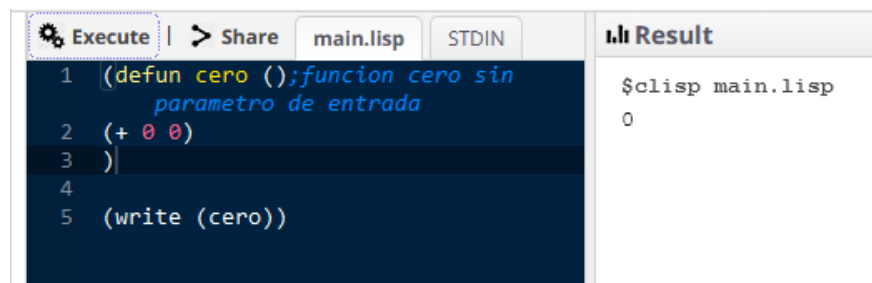 Execute | Share main.lisp STDIN
1 (defun cero ();funcion cero sin
parametro de entrada
2 (+ 0 0)
3 )
4
5 (write (cero))
Result
$clisp main.lisp
0